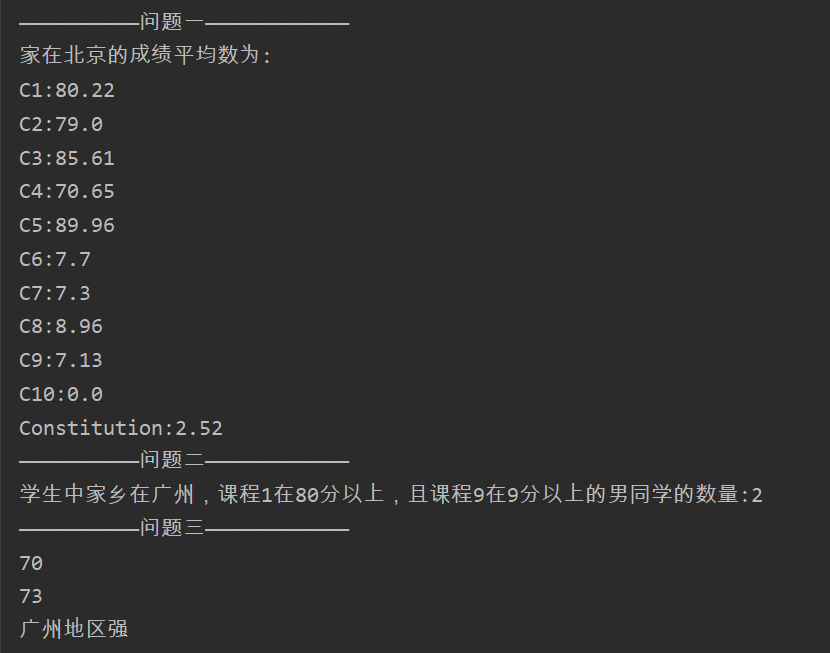 ——————————问题一————————————
家在北京的成绩平均数为:
C1:80.22
C2:79.0
C3:85.61
C4:70.65
C5:89.96
C6:7.7
C7:7.3
C8:8.96
C9:7.13
C10:0.0
Constitution:2.52
——————————问题二————————————
学生中家乡在广州，课程1在80分以上，且课程9在9分以上的男同学的数量:2
——————————问题三————————————
70
73
广州地区强